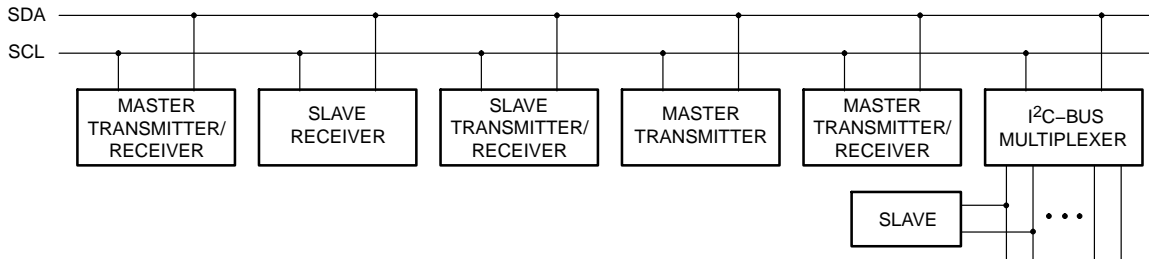 SDA
SCL
MASTER
TRANSMITTER/
RECEIVER
SLAVE
RECEIVER
SLAVE
TRANSMITTER/
RECEIVER
MASTER
TRANSMITTER
MASTER
TRANSMITTER/
RECEIVER
I²C–BUS
MULTIPLEXER
SLAVE